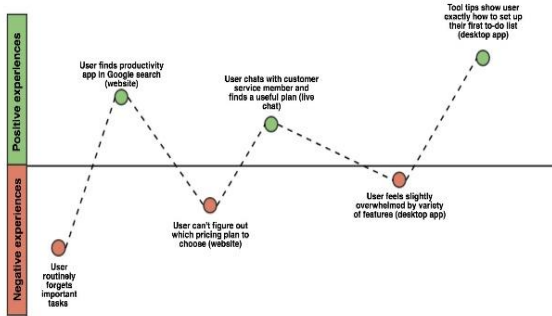 Positive experiences
Negative experiences
User
routinely
forgets
important
tasks
User finds productivity
app in Google search
(website)
User can't figure out
which pricing plan to
choose (website)
User chats with customer
service member and
finds a useful plan (live
chat)
User feels slightly
overwhelmed by variety
of features (desktop app)
Tool tips show user
exactly how to set up
their first to-do list
(desktop app)